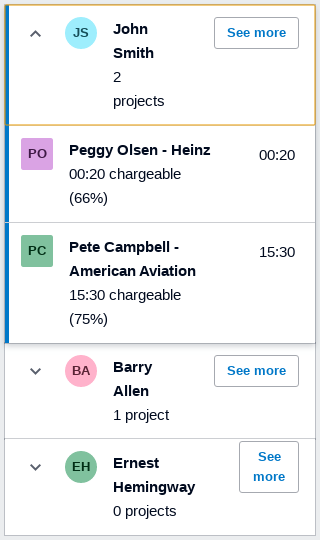 JS
John
Smith
2
projects
See more
PO
Peggy Olsen - Heinz
00:20 chargeable
(66%)
00:20
PC
Pete Campbell -
American Aviation
15:30 chargeable
(75%)
15:30
BA
Barry
Allen
1 project
See more
EH
Ernest
Hemingway
0 projects
See
more